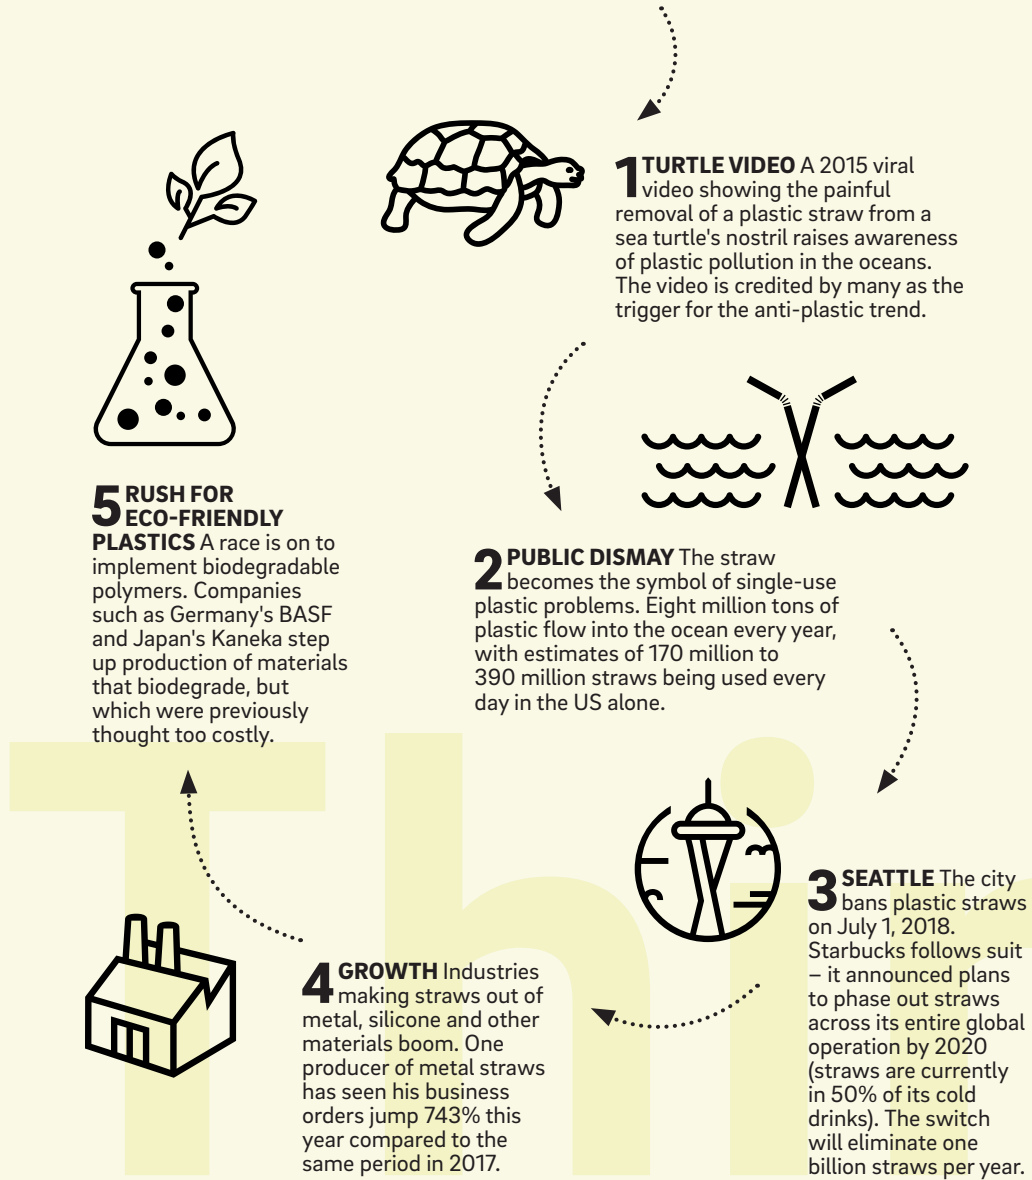 1 TURTLE VIDEO A 2015 viral
video showing the painful
removal of a plastic straw from a
sea turtle's nostril raises awareness
of plastic pollution in the oceans.
The video is credited by many as the
trigger for the anti-plastic trend.
2 PUBLIC DISMAY The straw
becomes the symbol of single-use
plastic problems. Eight million tons of
plastic flow into the ocean every year,
with estimates of 170 million to
390 million straws being used every
day in the US alone.
3 SEATTLE The city
bans plastic straws
on July 1, 2018.
Starbucks follows suit
– it announced plans
to phase out straws
across its entire global
operation by 2020
(straws are currently
in 50% of its cold
drinks). The switch
will eliminate one
billion straws per year.
4 GROWTH Industries
making straws out of
metal, silicone and other
materials boom. One
producer of metal straws
has seen his business
orders jump 743% this
year compared to the
same period in 2017.
5 RUSH FOR
ECO-FRIENDLY
PLASTICS A race is on to
implement biodegradable
polymers. Companies
such as Germany's BASF
and Japan's Kaneka step
up production of materials
that biodegrade, but
which were previously
thought too costly.
Thi